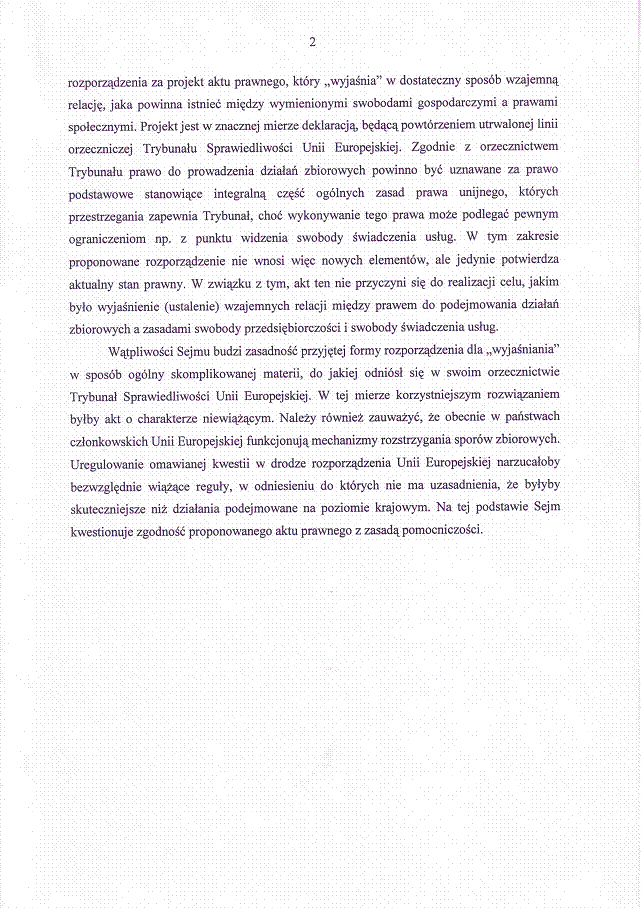 2
rozporządzenia za projekt aktu prawnego, który „wyjaśnia” w dostateczny sposób wzajemną
relację, jaka powinna istnieć między wymienionymi swobodami gospodarczymi a prawami
społecznymi. Projekt jest w znacznej mierze deklaracją, będącą powtórzeniem utrwalonej linii
orzeczniczej Trybunału Sprawiedliwości Unii Europejskiej. Zgodnie z orzecznictwem
Trybunału prawo do prowadzenia działań zbiorowych powinno być uznawane za prawo
podstawowe stanowiące integralną część ogólnych zasad prawa unijnego, których
przestrzegania zapewnia Trybunał, choć wykonywanie tego prawa może podlegać pewnym
ograniczeniom np. z punktu widzenia swobody świadczenia usług. W tym zakresie
proponowane rozporządzenie nie wnosi więc nowych elementów, ale jedynie potwierdza
aktualny stan prawny. W związku z tym, akt ten nie przyczyni się do realizacji celu, jakim
było wyjaśnienie (ustalenie) wzajemnych relacji między prawem do podejmowania działań
zbiorowych a zasadami swobody przedsiębiorczości i swobody świadczenia usług.
Wątpliwości Sejmu budzi zasadność przyjętej formy rozporządzenia dla „wyjaśniania”
w sposób ogólny skomplikowanej materii, do jakiej odniósł się w swoim orzecznictwie
Trybunał Sprawiedliwości Unii Europejskiej. W tej mierze korzystniejszym rozwiązaniem
byłby akt o charakterze niewiążącym. Należy również zauważyć, że obecnie w państwach
członkowskich Unii Europejskiej funkcjonują mechanizmy rozstrzygania sporów zbiorowych.
Uregulowanie omawianej kwestii w drodze rozporządzenia Unii Europejskiej narzucałoby
bezwzględnie wiążące reguły, w odniesieniu do których nie ma uzasadnienia, że byłyby
skuteczniejsze niż działania podejmowane na poziomie krajowym. Na tej podstawie Sejm
kwestionuje zgodność proponowanego aktu prawnego z zasadą pomocniczości.